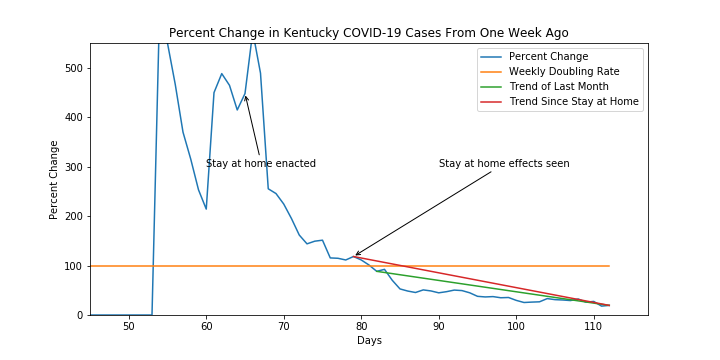 Percent Change in Kentucky COVID-19 Cases From One Week Ago
Percent Change
Weekly Doubling Rate
Trend of Last Month
Trend Since Stay at Home
Stay at home enacted
Stay at home effects seen
Percent Change
500
400
300
200
100
0
50
60
70
80
90
100
110
Days